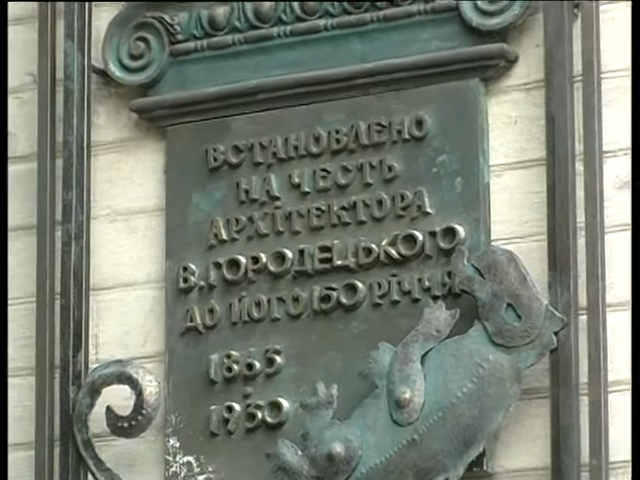 ВСТАНОВЛЕНО
НА ЧЕСТЬ
АРХІТЕКТОРА
В. ГОРОДЕЦЬКОГО
ДО ЙОГО 150 РІЧЧЯ
1863
-
1930